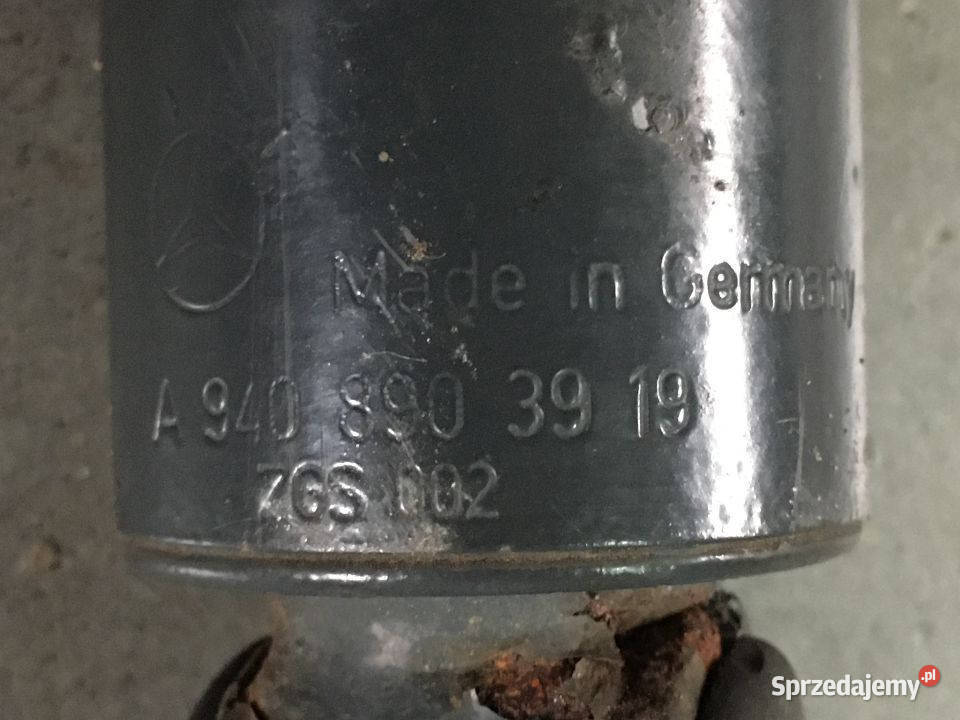 Made in Germany
A 940 890 39 19
ZGS 002
Sprzedajemy.pl